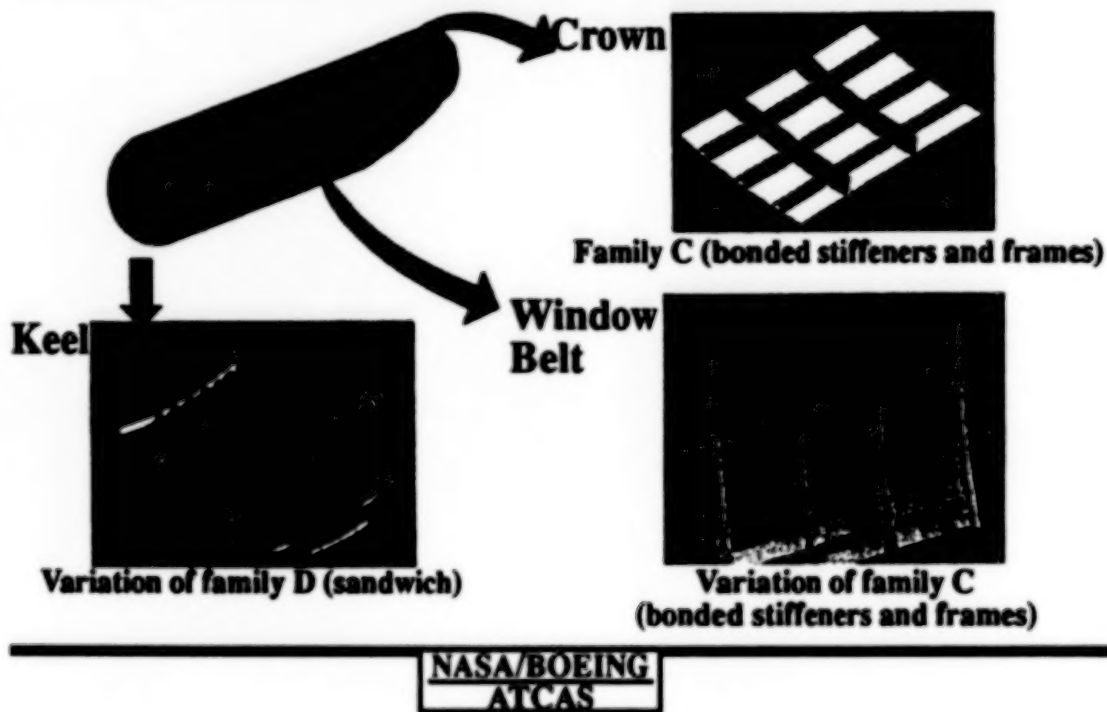 Crown
Family C (bonded stiffeners and frames)
Keel
Window
Belt
Variation of family D (sandwich)
Variation of family C
(bonded stiffeners and frames)
NASA/BOEING
ATCAS